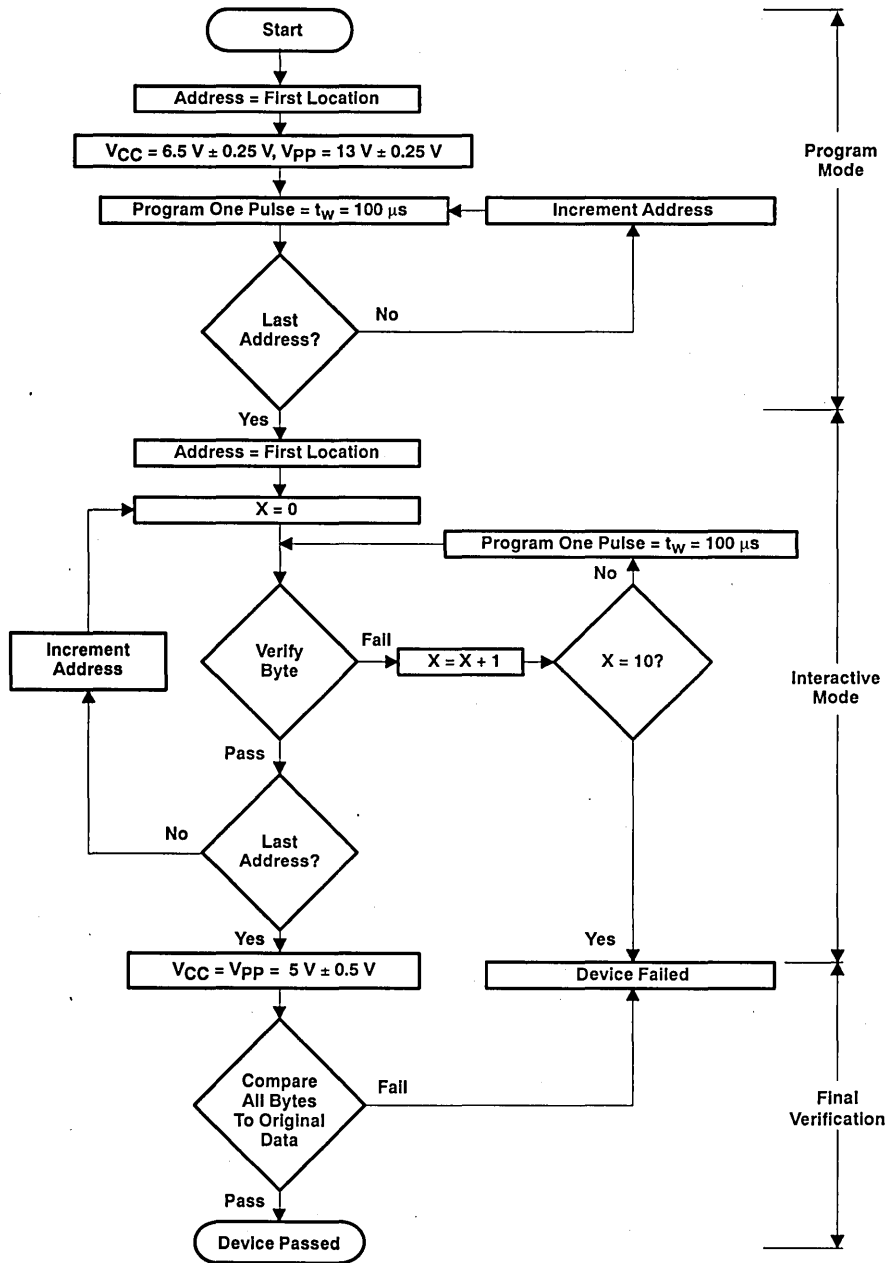 Start
Address = First Location
VCC = 6.5 V ± 0.25 V, VPP = 13 V ± 0.25 V
Program
Mode
Program One Pulse = tw = 100 µs
Increment Address
Last
Address?
No
Yes
Address = First Location
X = 0
Program One Pulse = tw = 100 µs
No
Increment
Address
Verify
Byte
Fail
X = X + 1
X = 10?
Interactive
Mode
Pass
No
Last
Address?
Yes
Yes
VCC = VPP = 5 V ± 0.5 V
Device Failed
Compare
All Bytes
To Original
Data
Fail
Final
Verification
Pass
Device Passed